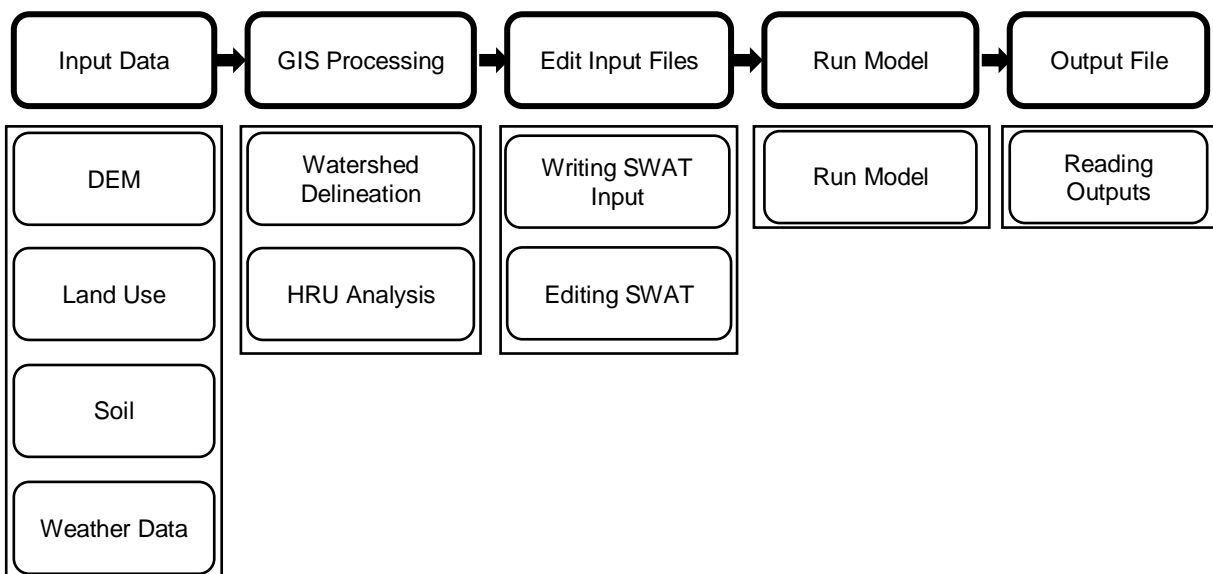 Input Data
GIS Processing
Edit Input Files
Run Model
Output File
DEM
Land Use
Soil
Weather Data
Watershed
Delineation
HRU Analysis
Writing SWAT
Input
Editing SWAT
Run Model
Reading
Outputs